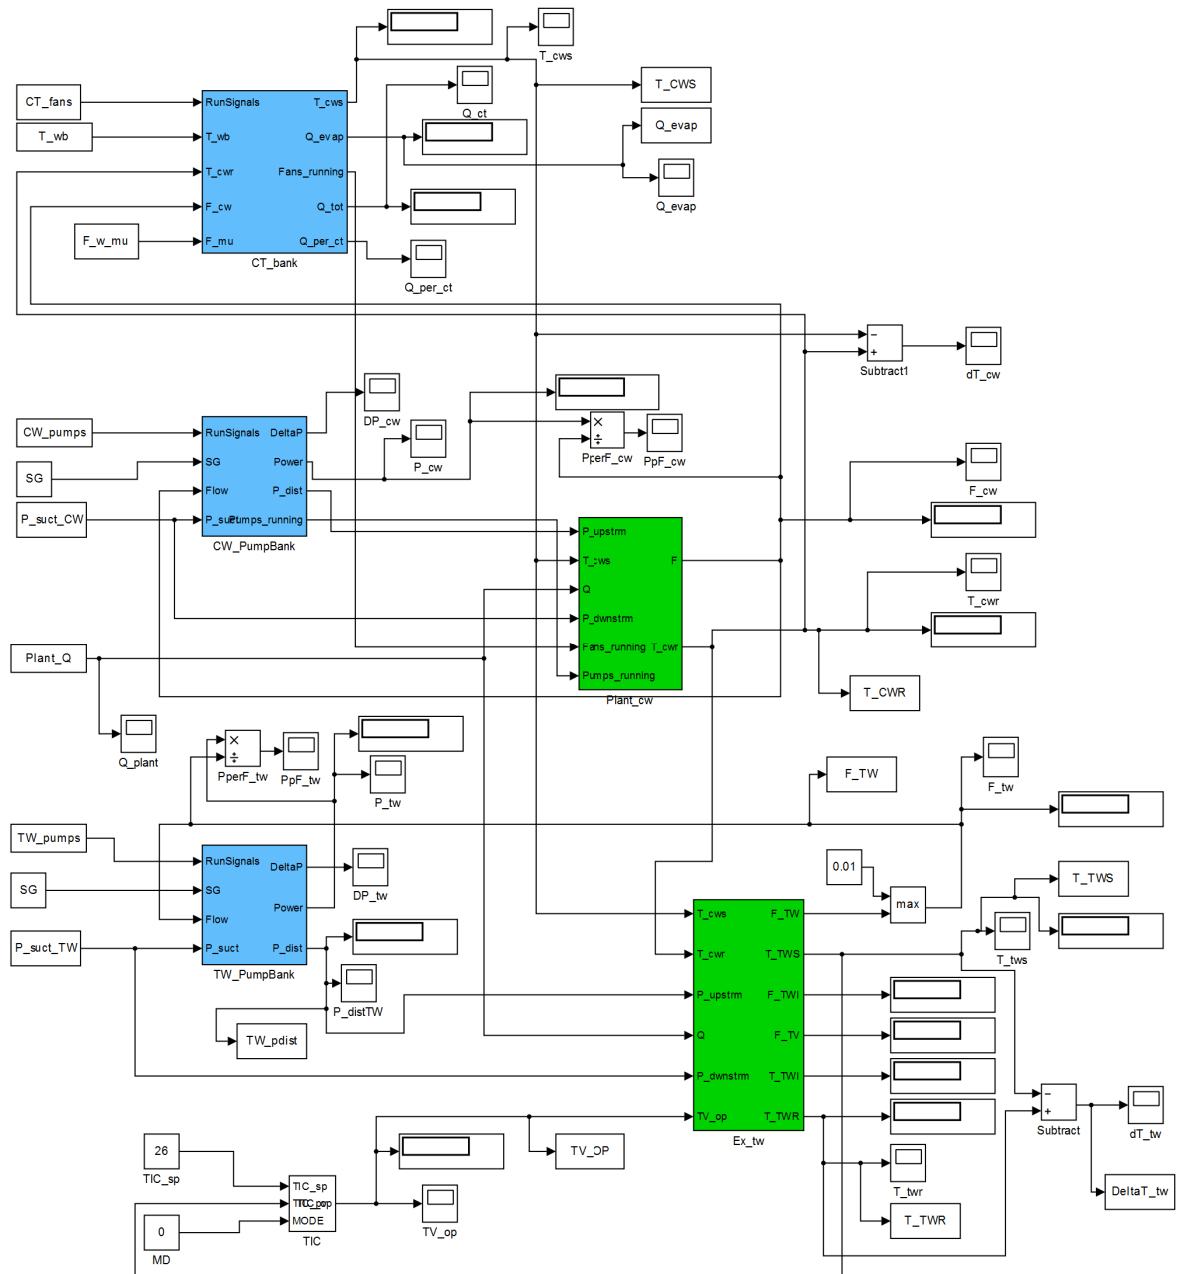 T_cws
CT_fans
RunSignals
T_cws
Q_ct
T_CWS
T_wb
T_wb
Q_evap
Q_evap
T_cwr
Fans_running
Q_evap
F_cw
Q_tot
F_w_mu
F_mu
Q_per_ct
CT_bank
Q_per_ct
−
+
Subtract1
dT_cw
CW_pumps
RunSignals
DeltaP
DP_cw
×
÷
SG
Power
P_cw
PperF_cw
PpF_cw
Flow
P_dist
F_cw
P_suct_CW
P_suct
Pumps_running
CW_PumpBank
P_upstrm
T_cws
F
Q
T_cwr
P_dwnstrm
Plant_Q
Fans_running
T_cwr
Pumps_running
Plant_cw
T_CWR
Q_plant
×
÷
PperF_tw
PpF_tw
P_tw
F_TW
F_tw
TW_pumps
RunSignals
DeltaP
DP_tw
0.01
max
T_TWS
SG
SG
Power
Flow
P_suct_TW
P_suct
P_dist
TW_PumpBank
P_distTW
TW_pdist
T_cws
F_TW
T_cwr
T_TWS
T_tws
P_upstrm
F_TWI
Q
F_TV
P_dwnstrm
T_TWI
TV_op
T_TWR
Ex_tw
−
+
Subtract
dT_tw
26
TIC_sp
TV_OP
T_twr
DeltaT_tw
TIC_sp
MODE
TIC
TV_op
T_TWR
0
MD